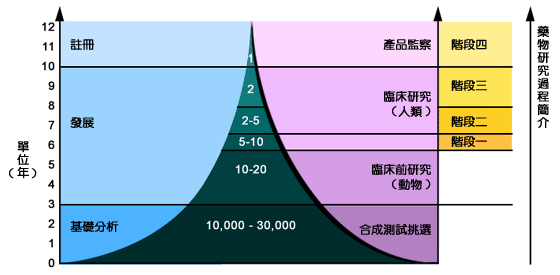 藥物研究過程簡介
單位(年)
12
11
10
9
8
7
6
5
4
3
2
1
0
註冊
發展
基礎分析
1
2
2-5
5-10
10-20
10,000 - 30,000
產品監察
臨床研究
(人類)
臨床前研究
(動物)
合成測試挑選
階段四
階段三
階段二
階段一